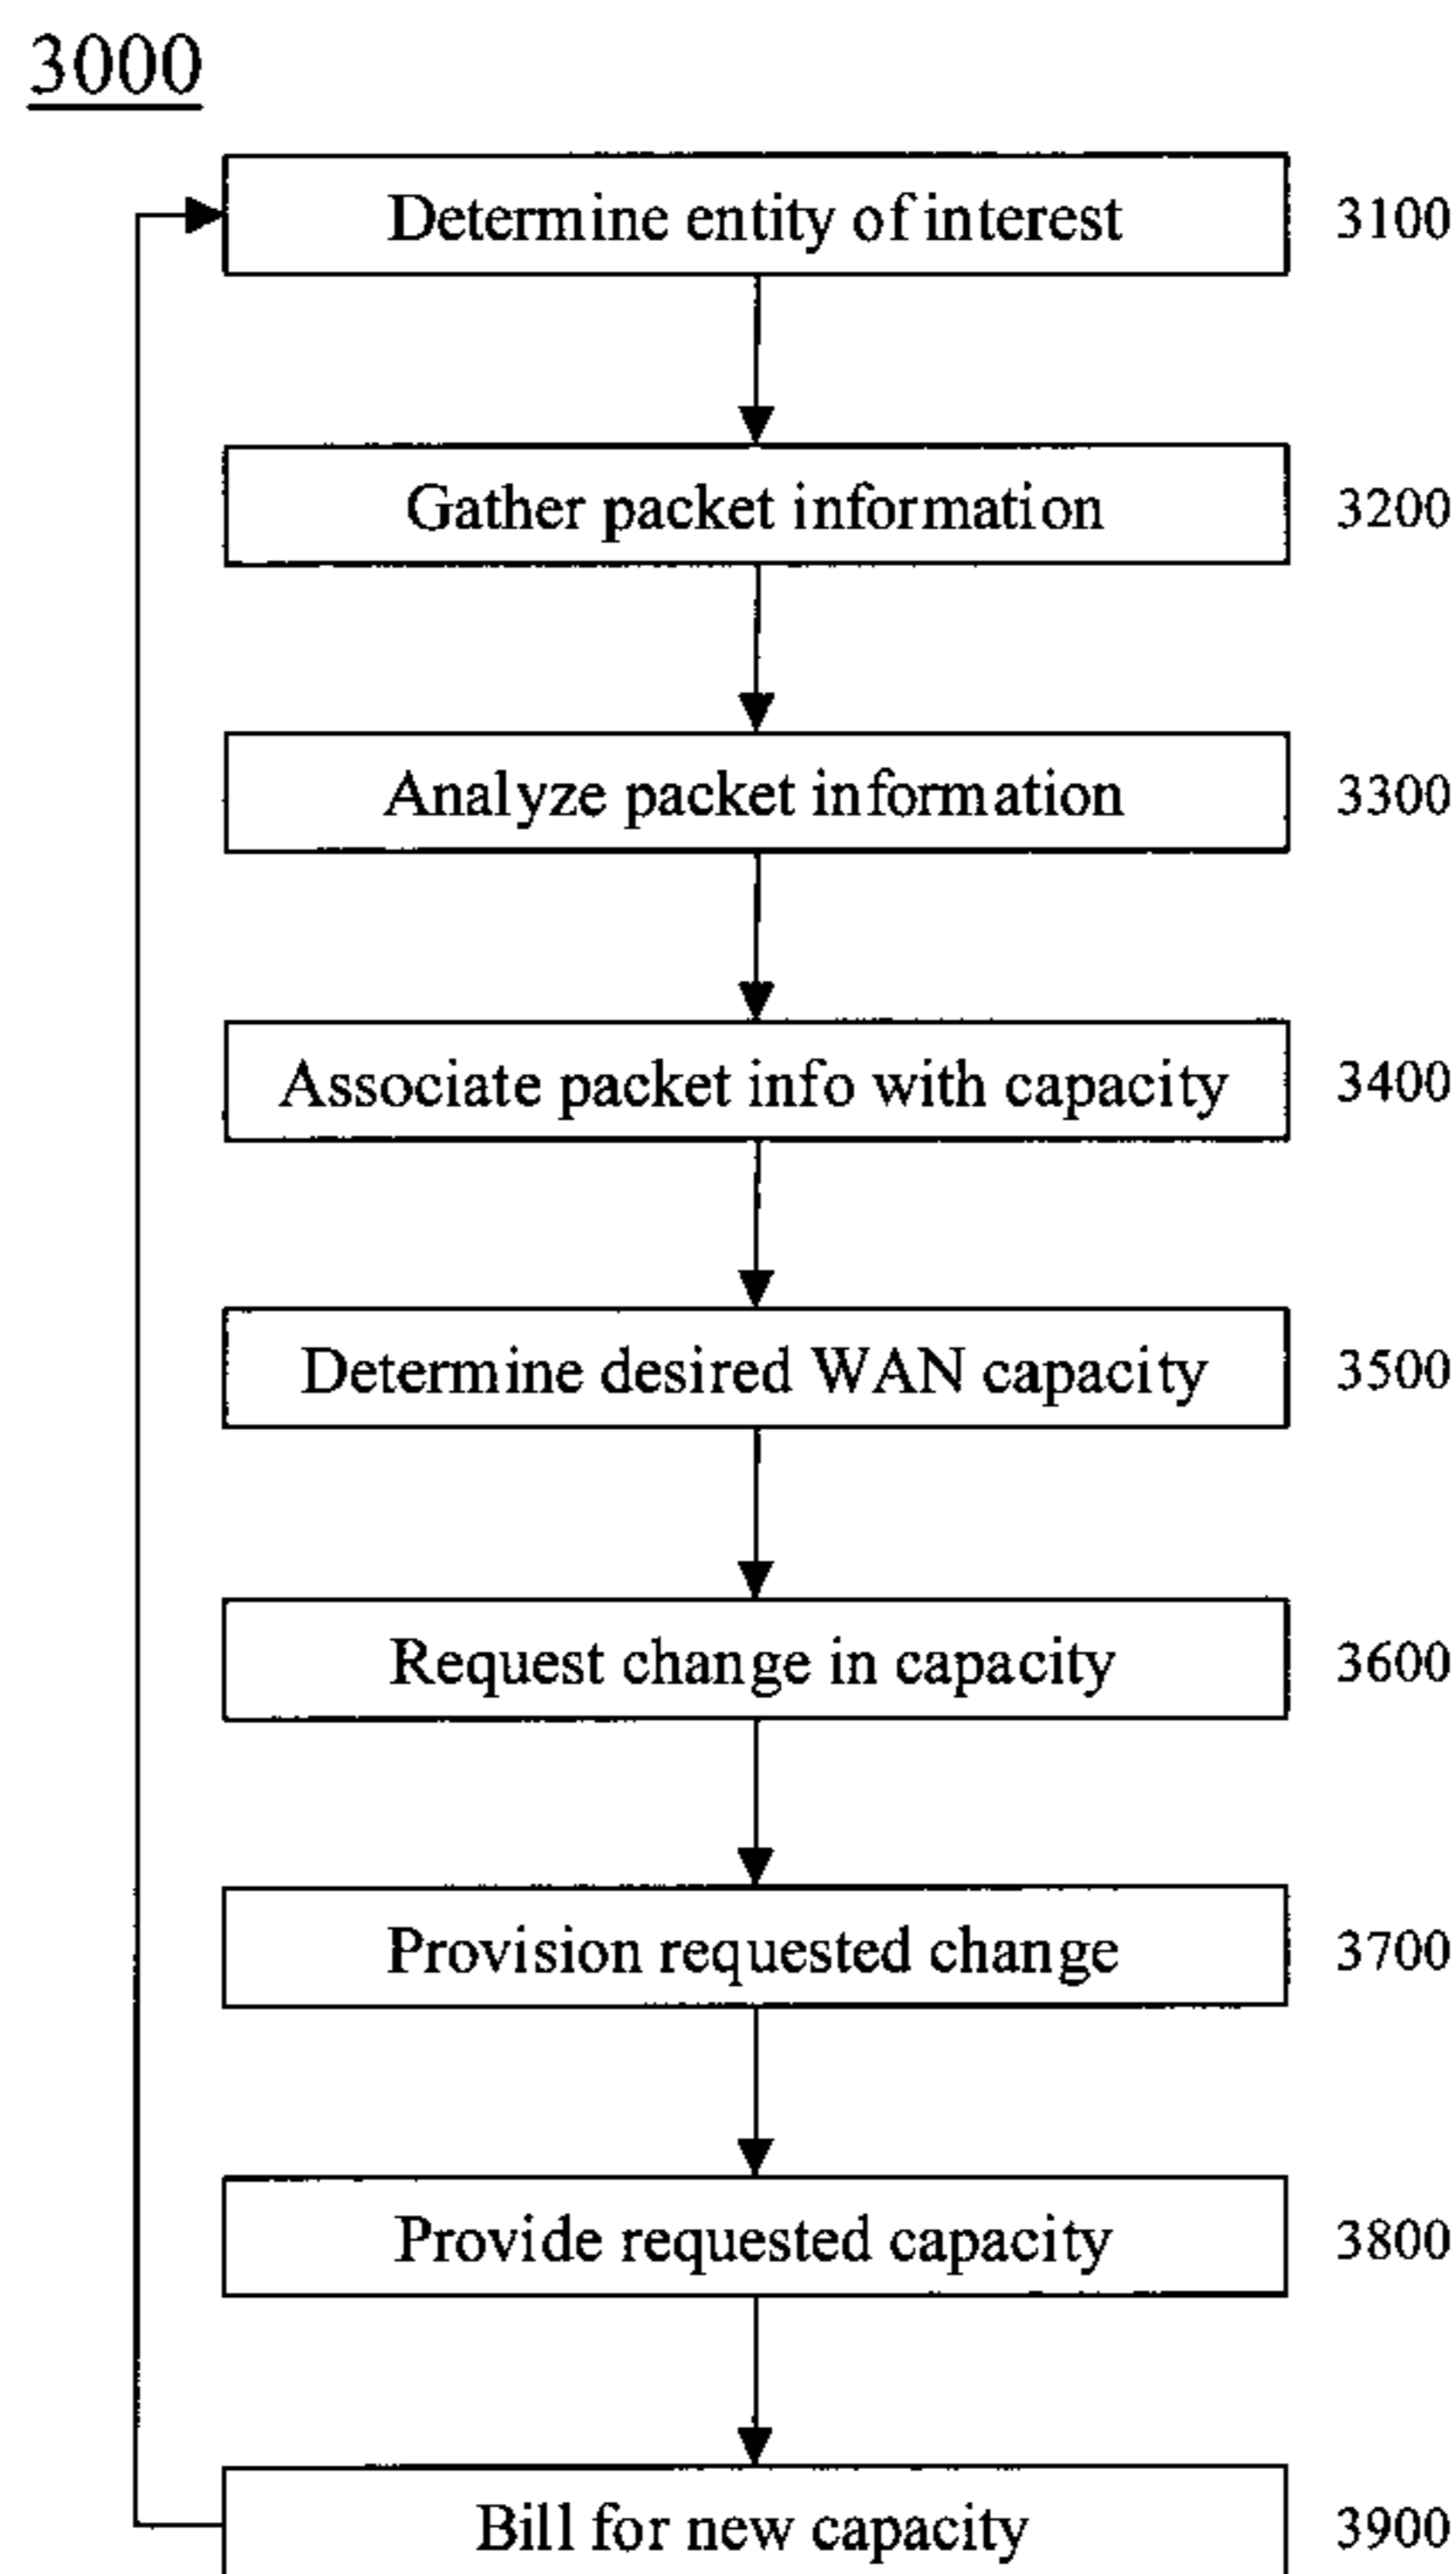 3000
Determine entity of interest 3100
Gather packet information 3200
Analyze packet information 3300
Associate packet info with capacity 3400
Determine desired WAN capacity 3500
Request change in capacity 3600
Provision requested change 3700
Provide requested capacity 3800
Bill for new capacity 3900